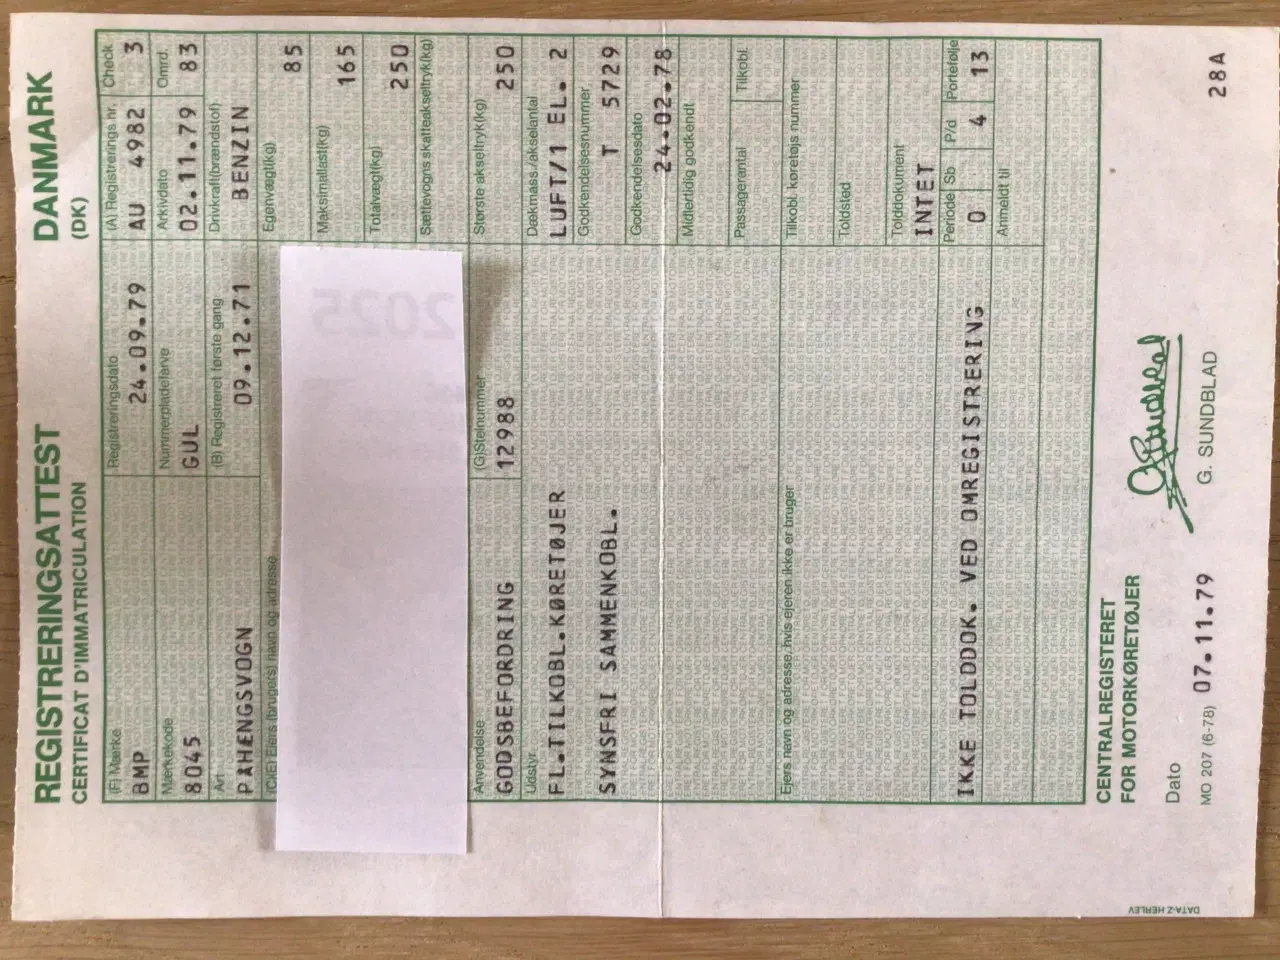 REGISTRERINGSATTEST DANMARK
CERTIFICAT D'IMMATRICULATION (DK)
(F) Mærke Registreringsdato (A) Registrerings nr. Check
BMP 24.09.79 AU 4982 3
Mærkekode Nummerpladefarve Arkivdato Omrd.
8045 GUL 02.11.79 83
Art (B) Registreret første gang: Drivkraft(brændstof)
PÅHENGSVOGN 09.12.71 BENZIN
(C)(E) Ejers (brugers) navn og adresse Egenvægt(kg)
85
Maksimallast(kg)
165
Totalvægt(kg)
250
Sættevogns skatteakseltryk(kg)
2025
Anvendelse (G)Stelnummer Største akseltryk(kg)
GODSBEFORDRING 12988 250
Udstyr Dækmass./akselantal
FL.TILKOBL.KØRETØJER LUFT/1 EL. 2
Godkendelsesnummer
SYNSFRI SAMMENKOBL. T 5729
Godkendelsesdato
24.02.78
Midlertidig godkendt
Passagerantal Tilkobl.
Ejers navn og adresse, hvis ejeren ikke er bruger Tilkobl. køretøjs nummer
Toldsted
Tolddokument
INTET
Periode Sb P/d Portefølje
IKKE TOLDDOK. VED OMREGISTRERING 0 4 13
Anmeldt til
CENTRALREGISTERET
FOR MOTORKØRETØJER
Dato
MO 207 (6-78) 07.11.79 G. SUNDBLAD 28A
DATA-Z HERLEV